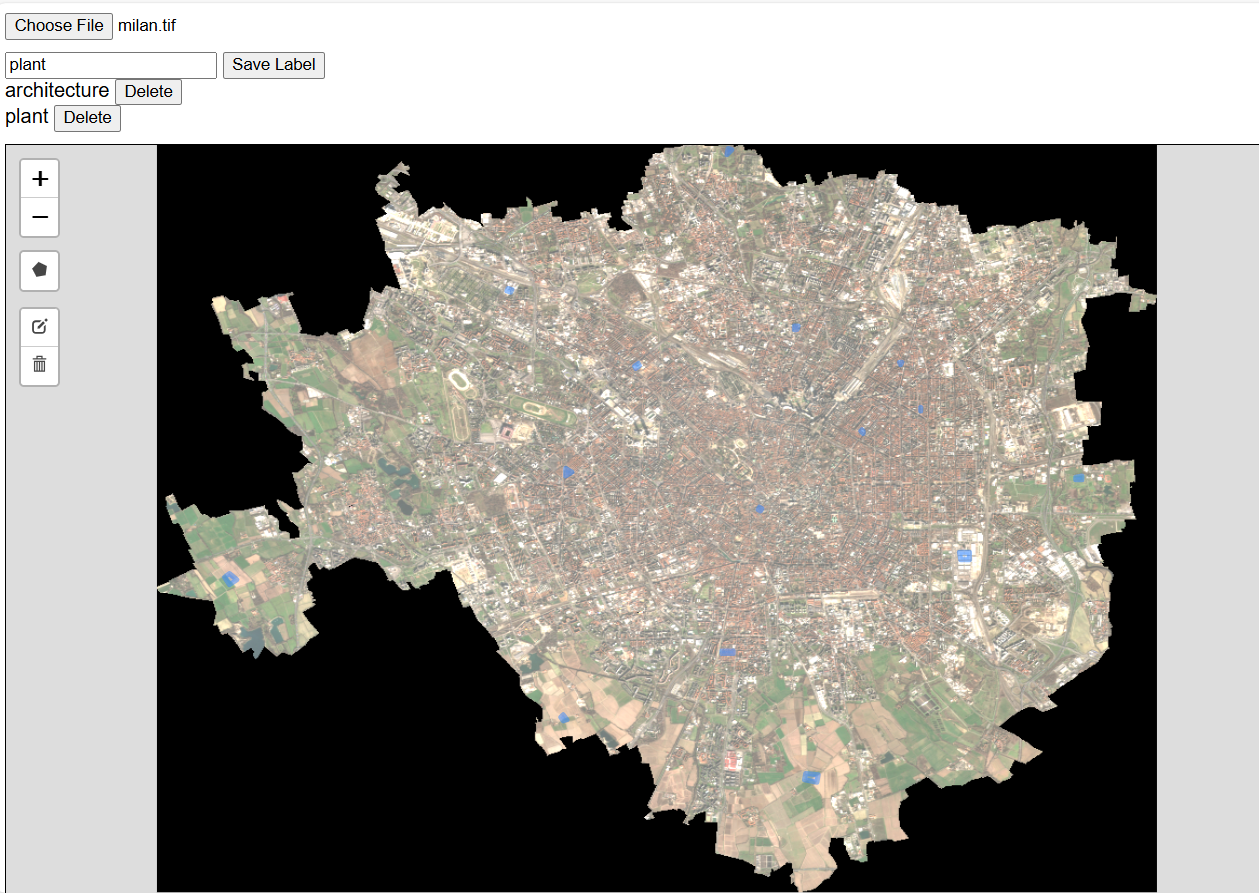 Choose File milan.tif
plant Save Label
architecture Delete
plant Delete
+
−